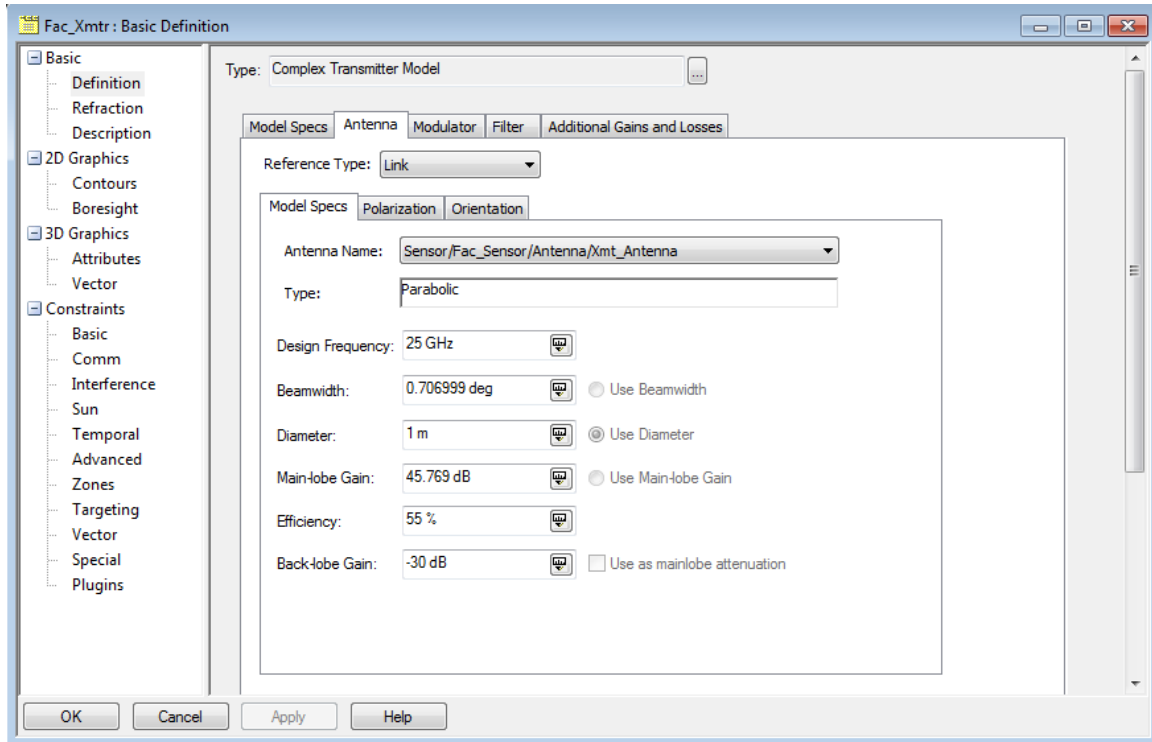 Fac_Xmtr : Basic Definition
Basic
Definition
Refraction
Description
2D Graphics
Contours
Boresight
3D Graphics
Attributes
Vector
Constraints
Basic
Comm
Interference
Sun
Temporal
Advanced
Zones
Targeting
Vector
Special
Plugins
Type: Complex Transmitter Model ...
Model Specs Antenna Modulator Filter Additional Gains and Losses
Reference Type: Link
Model Specs Polarization Orientation
Antenna Name: Sensor/Fac_Sensor/Antenna/Xmt_Antenna
Type: Parabolic
Design Frequency: 25 GHz
Beamwidth: 0.706999 deg Use Beamwidth
Diameter: 1 m Use Diameter
Main-lobe Gain: 45.769 dB Use Main-lobe Gain
Efficiency: 55 %
Back-lobe Gain: -30 dB Use as mainlobe attenuation
OK Cancel Apply Help